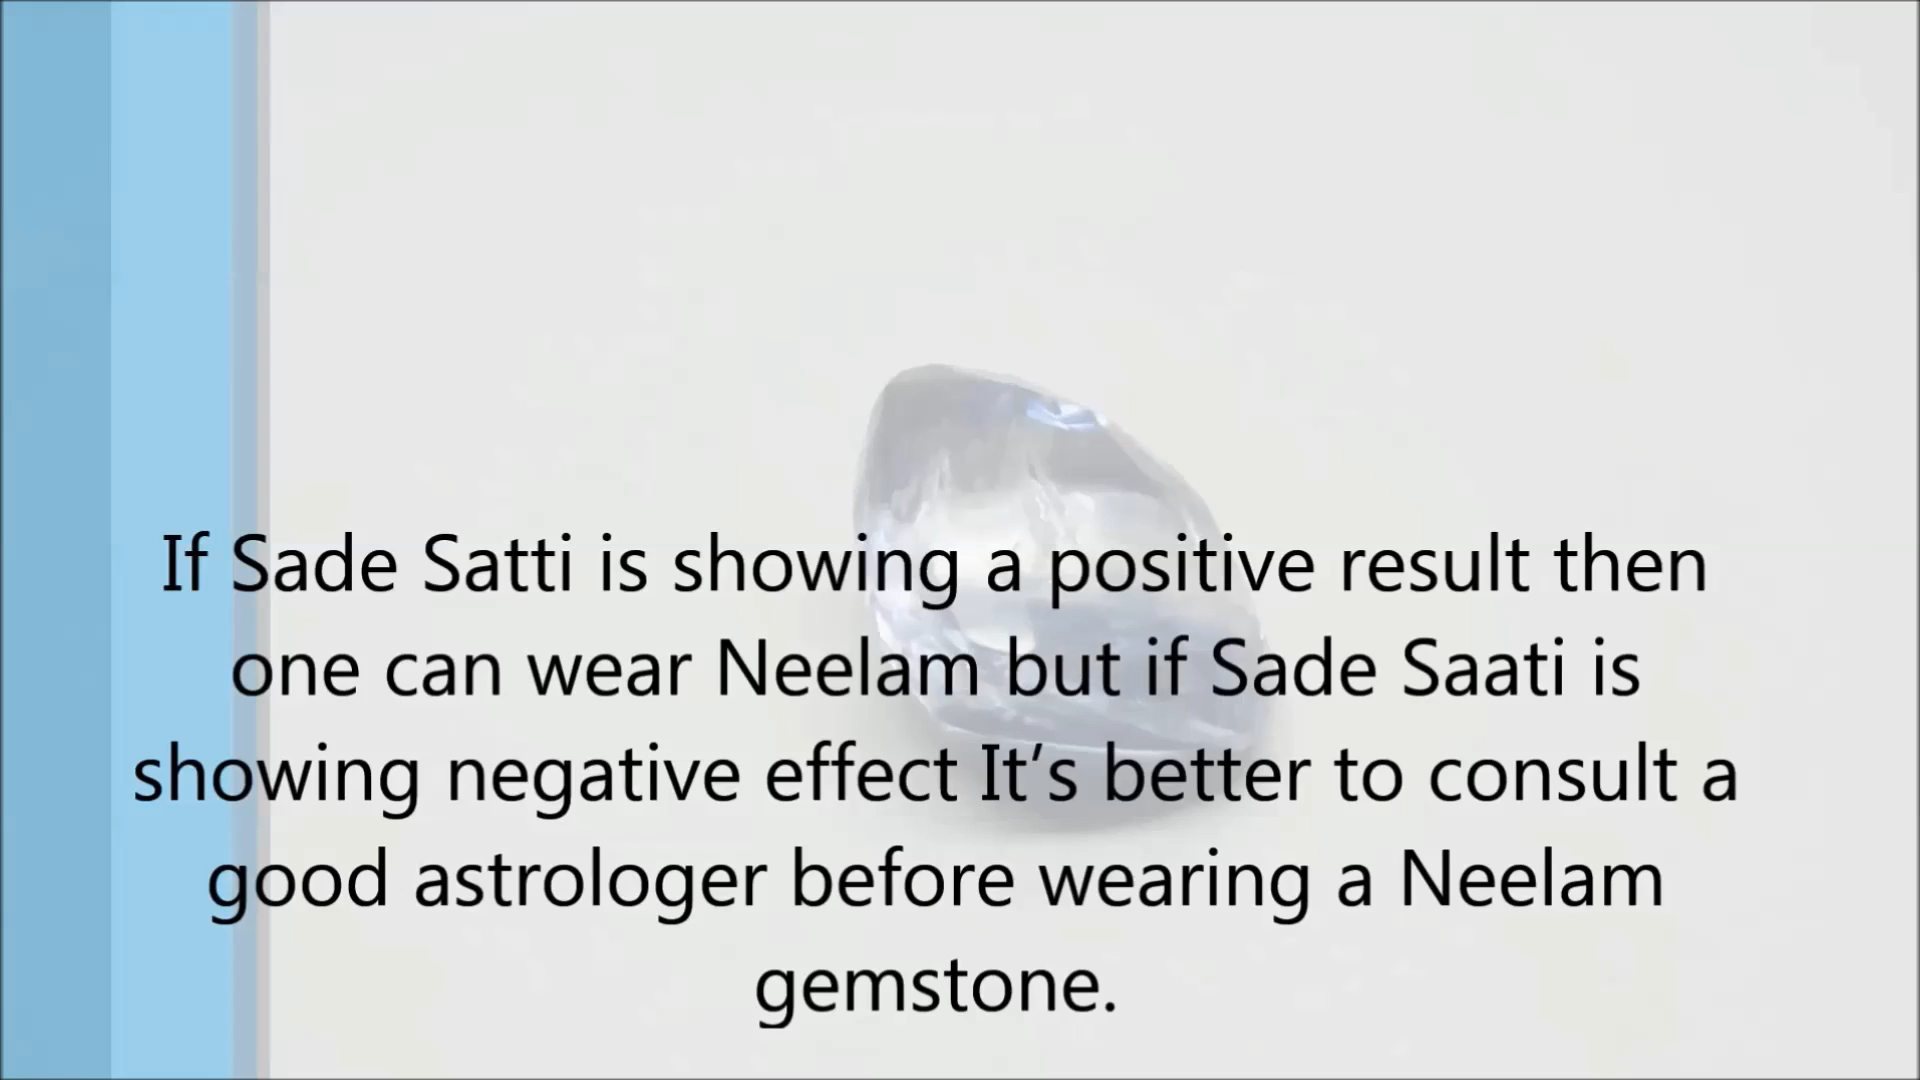 If Sade Satti is showing a positive result then
one can wear Neelam but if Sade Saati is
showing negative effect It’s better to consult a
good astrologer before wearing a Neelam
gemstone.